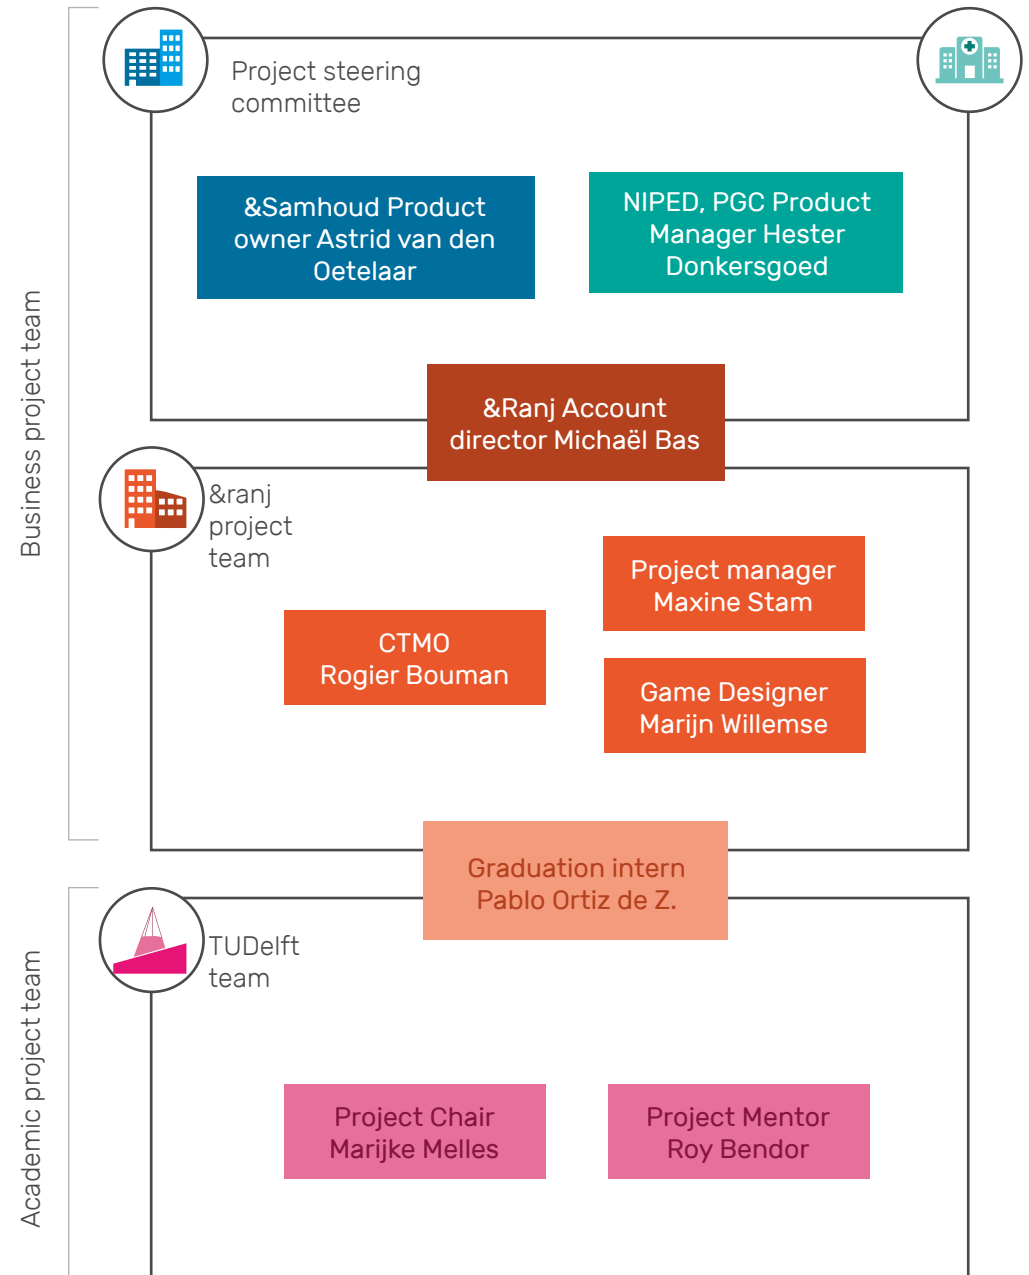 Business project team
Project steering
committee
&Samhoud Product
owner Astrid van den
Oetelaar
NIPED, PGC Product
Manager Hester
Donkersgoed
&Ranj Account
director Michaël Bas
&ranj
project
team
Project manager
Maxine Stam
CTMO
Rogier Bouman
Game Designer
Marijn Willemse
Graduation intern
Pablo Ortiz de Z.
Academic project team
TUDelft
team
Project Chair
Marijke Melles
Project Mentor
Roy Bendor